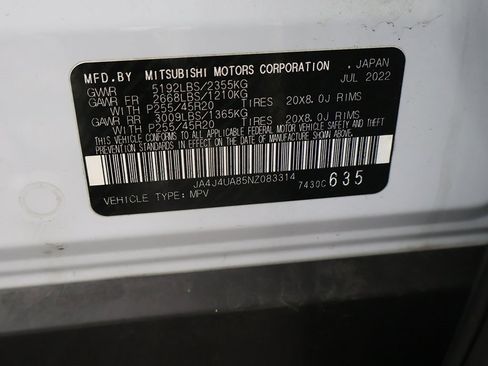 MFD.BY MITSUBISHI MOTORS CORPORATION , JAPAN
GVWR 5192LBS/2355KG JUL 2022
GAWR FR 2668LBS/1210KG
WITH P255/45R20 TIRES 20X8.0J RIMS
GAWR RR 3009LBS/1365KG
WITH P255/45R20 TIRES 20X8.0J RIMS
THIS VEHICLE CONFORMS TO ALL APPLICABLE FEDERAL MOTOR VEHICLE SAFETY AND THEFT
PREVENTION STANDARDS IN EFFECT ON THE DATE OF MANUFACTURE SHOWN ABOVE.
JA4J4UA85NZ083314
7430C 635
VEHICLE TYPE: MPV